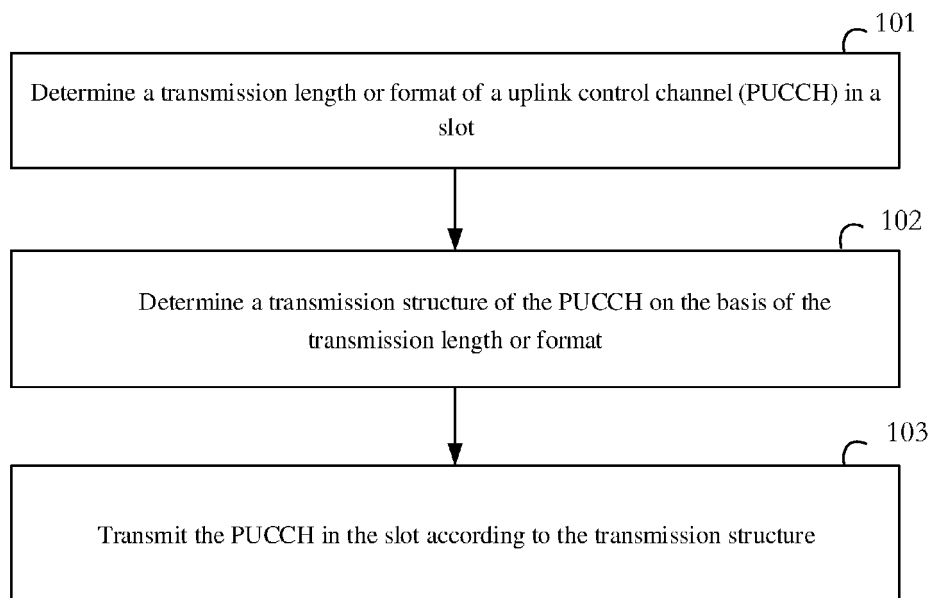 101
Determine a transmission length or format of a uplink control channel (PUCCH) in a
slot
102
Determine a transmission structure of the PUCCH on the basis of the
transmission length or format
103
Transmit the PUCCH in the slot according to the transmission structure